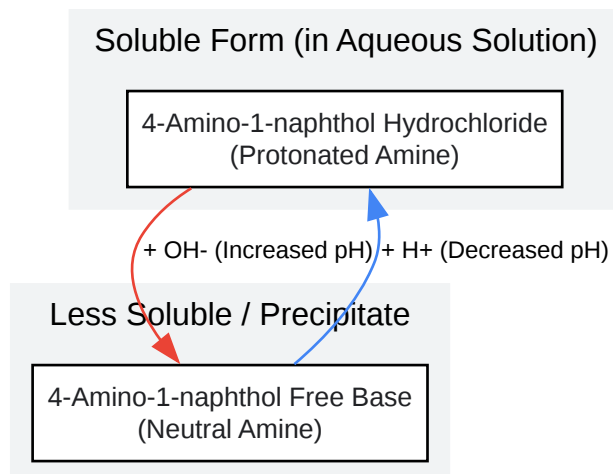 Soluble Form (in Aqueous Solution)
4-Amino-1-naphthol Hydrochloride
(Protonated Amine)
+ OH- (Increased pH)
+ H+ (Decreased pH)
Less Soluble / Precipitate
4-Amino-1-naphthol Free Base
(Neutral Amine)